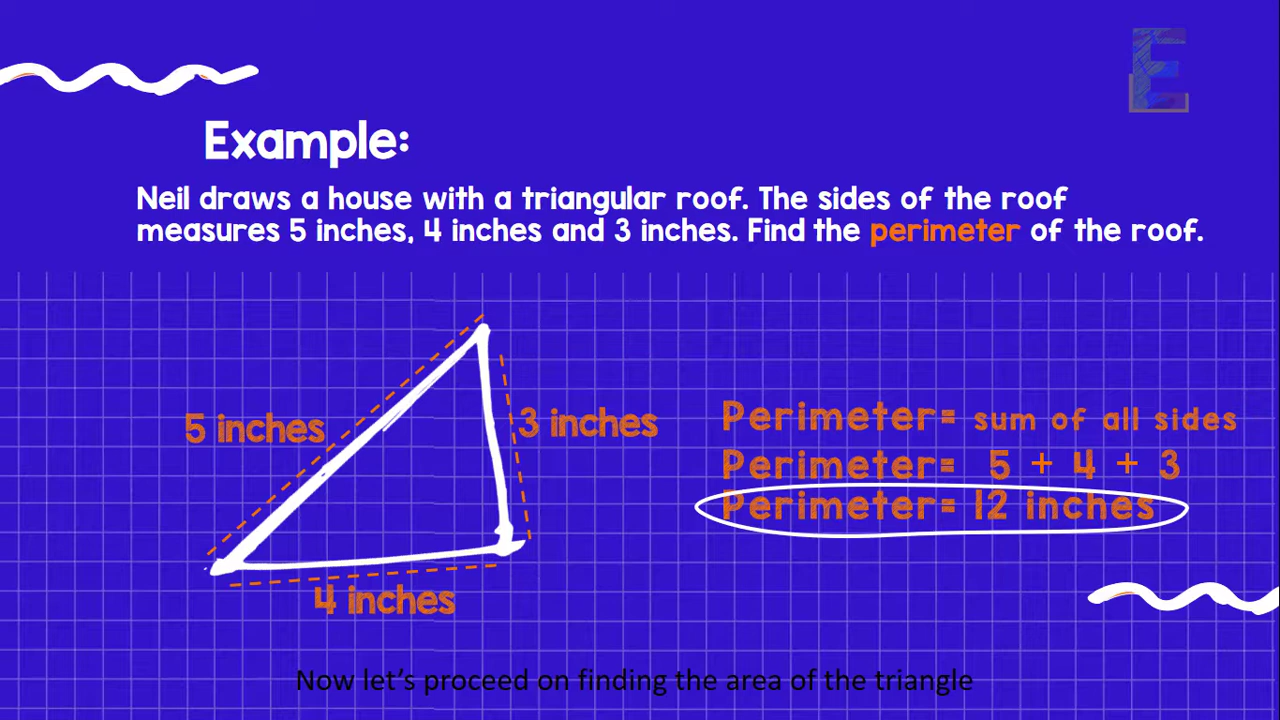 E
Example:
Neil draws a house with a triangular roof. The sides of the roof
measures 5 inches, 4 inches and 3 inches. Find the perimeter of the roof.
5 inches
3 inches
4 inches
Perimeter= sum of all sides
Perimeter= 5 + 4 + 3
Perimeter= 12 inches
Now let's proceed on finding the area of the triangle